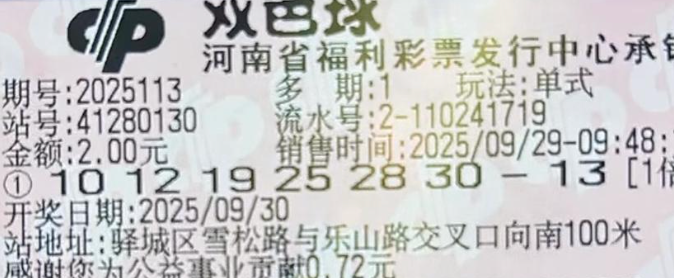 双色球
河南省福利彩票发行中心承销
期号:2025113 多 期:1 玩法:单式
站号:41280130 流水号:2-110241719
金额:2.00元 销售时间:2025/09/29-09:48:
① 10 12 19 25 28 30 - 13 [1倍
开奖日期:2025/09/30
站地址:驿城区雪松路与乐山路交叉口向南100米
感谢您为公益事业贡献0.72元